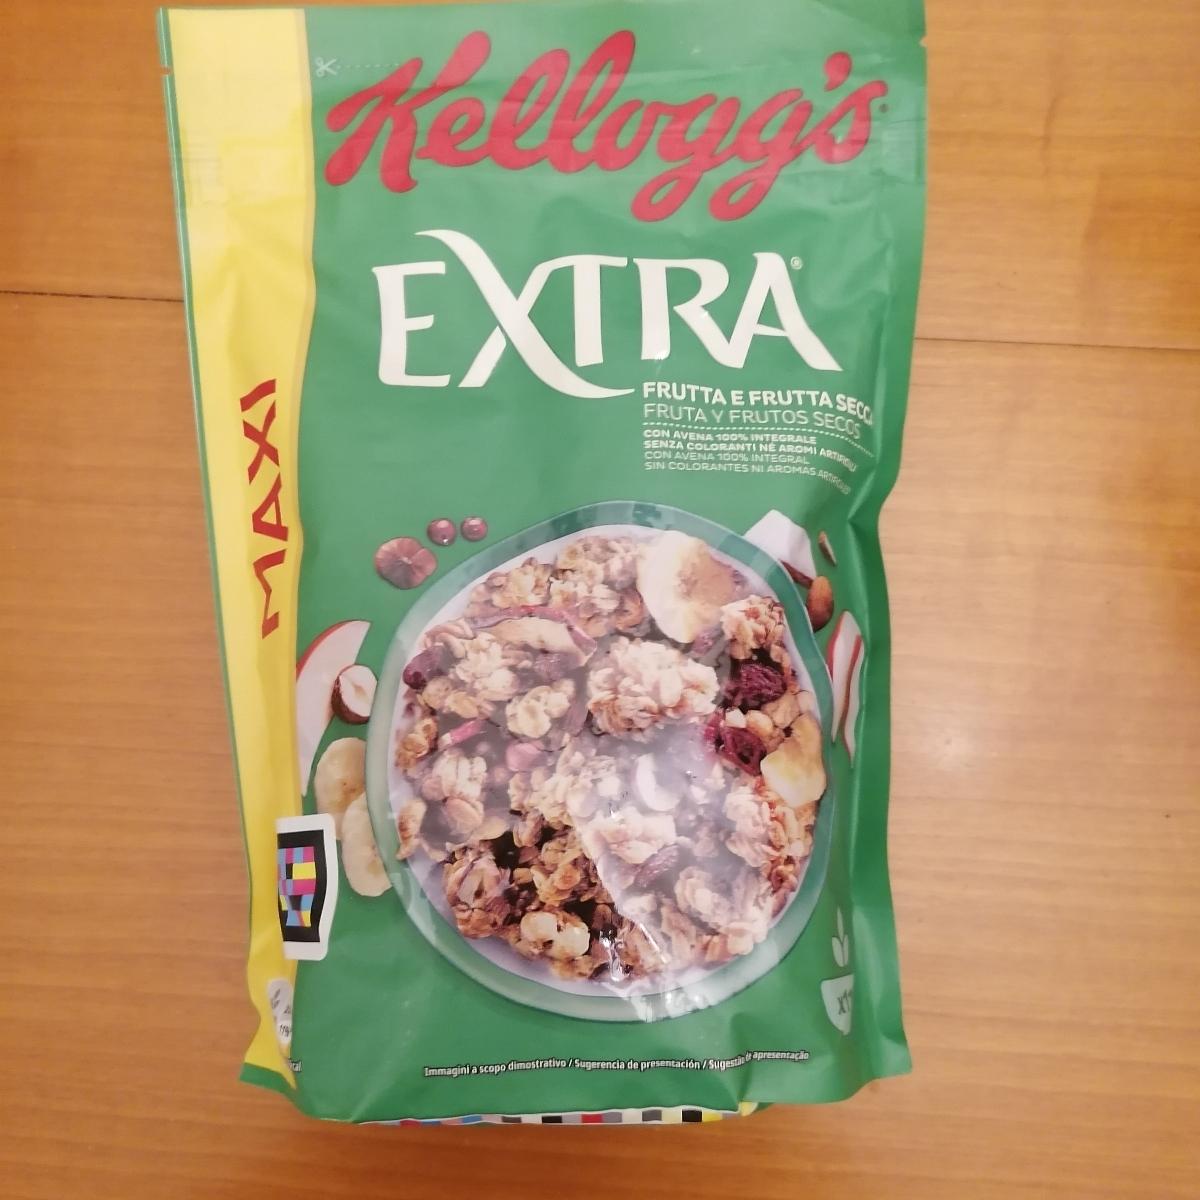 Kellogg's
EXTRA®
FRUTTA E FRUTTA SECCA
FRUTA Y FRUTOS SECOS
CON AVENA 100% INTEGRALE
SENZA COLORANTI NÉ AROMI ARTIFICIALI
CON AVENA 100% INTEGRAL
SIN COLORANTES NI AROMAS ARTIFICIALES
MAXI
Immagini a scopo dimostrativo / Sugerencia de presentación / Sugestão de apresentação